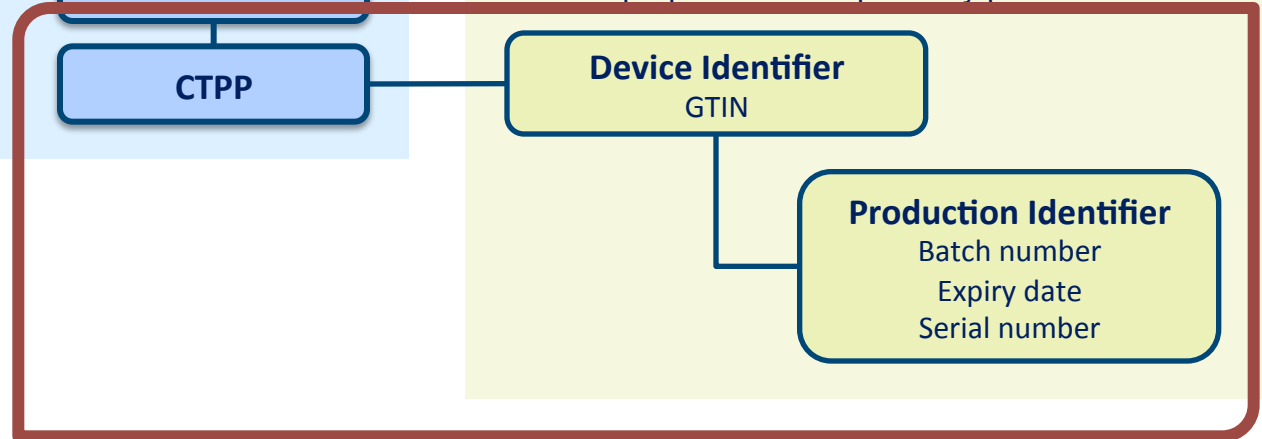 CTPP
Device Identifier
GTIN
Production Identifier
Batch number
Expiry date
Serial number